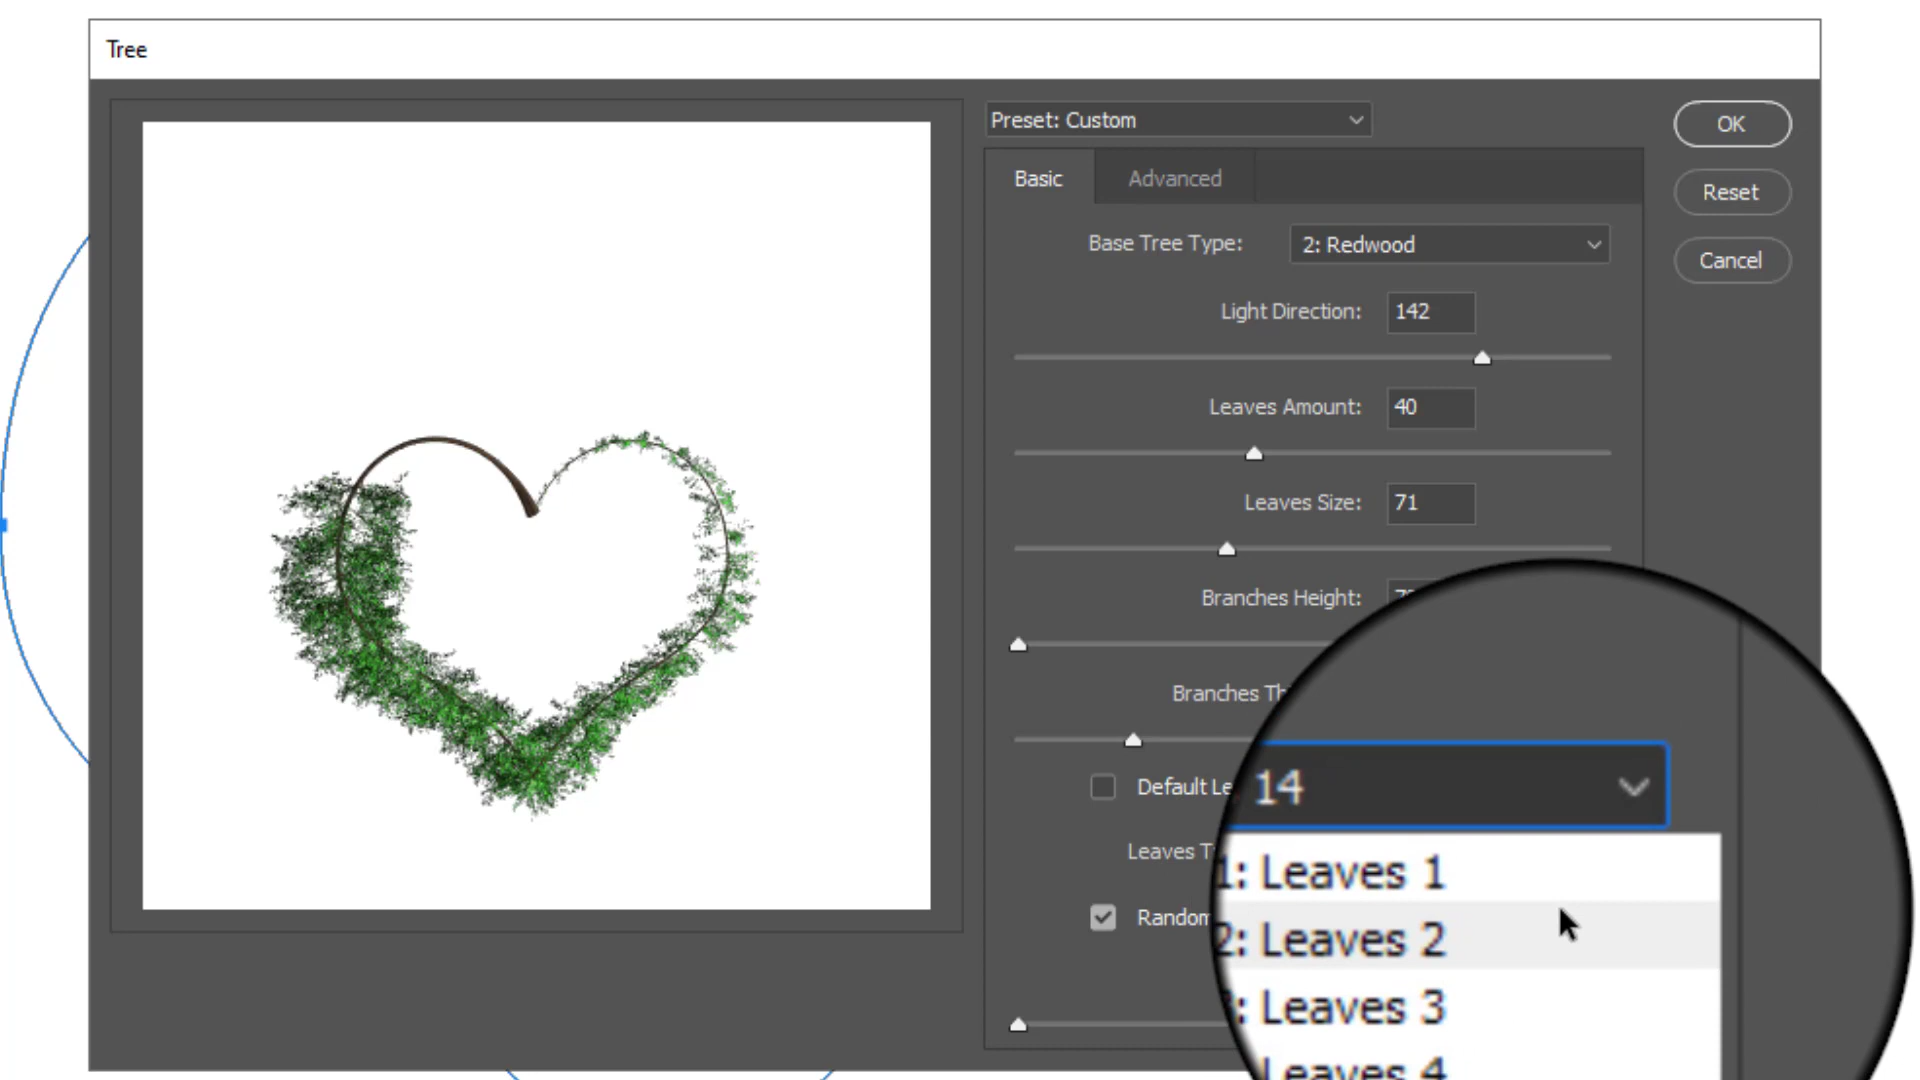 Tree
Preset: Custom
OK
Basic
Advanced
Reset
Base Tree Type:
2: Redwood
Cancel
Light Direction:
142
Leaves Amount:
40
Leaves Size:
71
Branches Height:
Branches
Default
14
Leaves
1: Leaves 1
Random
2: Leaves 2
: Leaves 3
Leaves 4